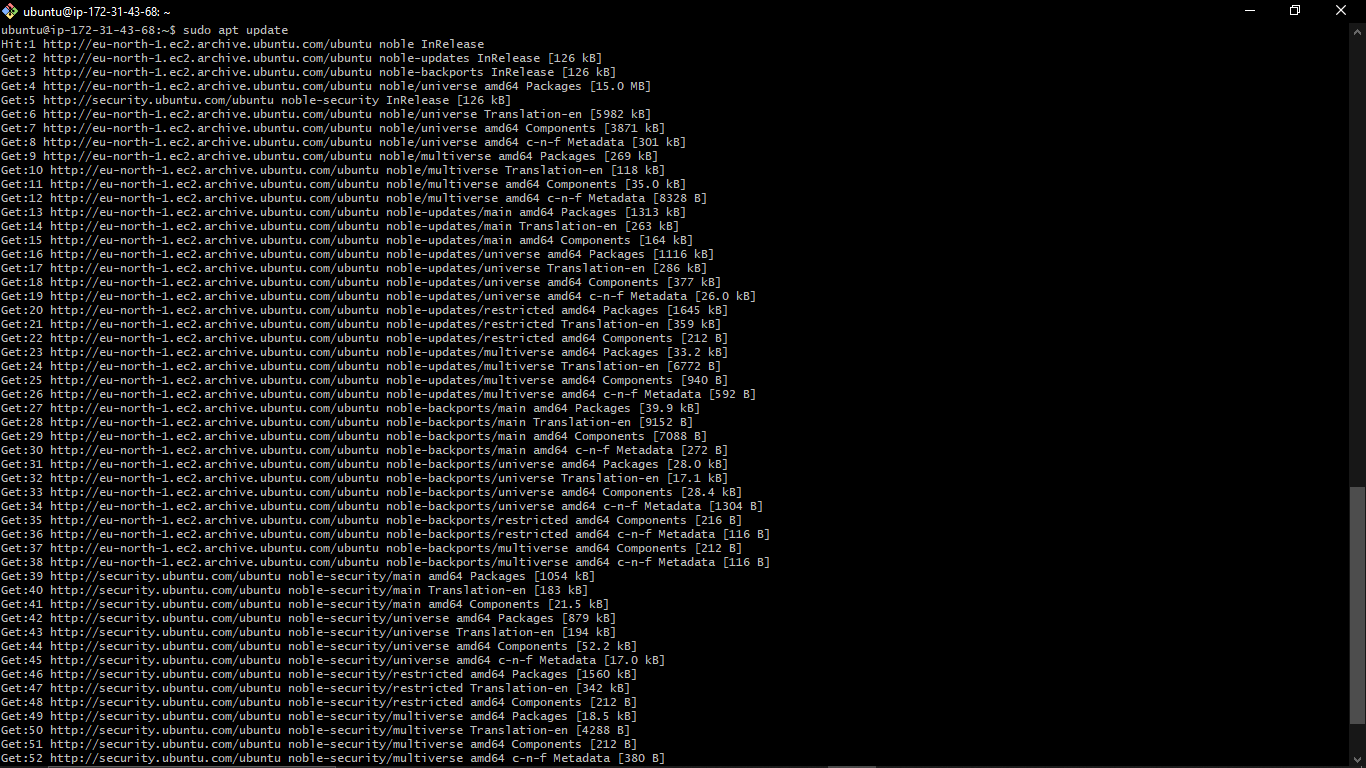 ubuntu@ip-172-31-43-68: ~
ubuntu@ip-172-31-43-68:~$ sudo apt update
Hit:1 http://eu-north-1.ec2.archive.ubuntu.com/ubuntu noble InRelease
Get:2 http://eu-north-1.ec2.archive.ubuntu.com/ubuntu noble-updates InRelease [126 kB]
Get:3 http://eu-north-1.ec2.archive.ubuntu.com/ubuntu noble-backports InRelease [126 kB]
Get:4 http://eu-north-1.ec2.archive.ubuntu.com/ubuntu noble/universe amd64 Packages [15.0 MB]
Get:5 http://security.ubuntu.com/ubuntu noble-security InRelease [126 kB]
Get:6 http://eu-north-1.ec2.archive.ubuntu.com/ubuntu noble/universe Translation-en [5982 kB]
Get:7 http://eu-north-1.ec2.archive.ubuntu.com/ubuntu noble/universe amd64 Components [3871 kB]
Get:8 http://eu-north-1.ec2.archive.ubuntu.com/ubuntu noble/universe amd64 c-n-f Metadata [301 kB]
Get:9 http://eu-north-1.ec2.archive.ubuntu.com/ubuntu noble/multiverse amd64 Packages [269 kB]
Get:10 http://eu-north-1.ec2.archive.ubuntu.com/ubuntu noble/multiverse Translation-en [118 kB]
Get:11 http://eu-north-1.ec2.archive.ubuntu.com/ubuntu noble/multiverse amd64 Components [35.0 kB]
Get:12 http://eu-north-1.ec2.archive.ubuntu.com/ubuntu noble/multiverse amd64 c-n-f Metadata [8328 B]
Get:13 http://eu-north-1.ec2.archive.ubuntu.com/ubuntu noble-updates/main amd64 Packages [1313 kB]
Get:14 http://eu-north-1.ec2.archive.ubuntu.com/ubuntu noble-updates/main Translation-en [263 kB]
Get:15 http://eu-north-1.ec2.archive.ubuntu.com/ubuntu noble-updates/main amd64 Components [164 kB]
Get:16 http://eu-north-1.ec2.archive.ubuntu.com/ubuntu noble-updates/universe amd64 Packages [1116 kB]
Get:17 http://eu-north-1.ec2.archive.ubuntu.com/ubuntu noble-updates/universe Translation-en [286 kB]
Get:18 http://eu-north-1.ec2.archive.ubuntu.com/ubuntu noble-updates/universe amd64 Components [377 kB]
Get:19 http://eu-north-1.ec2.archive.ubuntu.com/ubuntu noble-updates/universe amd64 c-n-f Metadata [26.0 kB]
Get:20 http://eu-north-1.ec2.archive.ubuntu.com/ubuntu noble-updates/restricted amd64 Packages [1645 kB]
Get:21 http://eu-north-1.ec2.archive.ubuntu.com/ubuntu noble-updates/restricted Translation-en [359 kB]
Get:22 http://eu-north-1.ec2.archive.ubuntu.com/ubuntu noble-updates/restricted amd64 Components [212 B]
Get:23 http://eu-north-1.ec2.archive.ubuntu.com/ubuntu noble-updates/multiverse amd64 Packages [33.2 kB]
Get:24 http://eu-north-1.ec2.archive.ubuntu.com/ubuntu noble-updates/multiverse Translation-en [6772 B]
Get:25 http://eu-north-1.ec2.archive.ubuntu.com/ubuntu noble-updates/multiverse amd64 Components [940 B]
Get:26 http://eu-north-1.ec2.archive.ubuntu.com/ubuntu noble-updates/multiverse amd64 c-n-f Metadata [592 B]
Get:27 http://eu-north-1.ec2.archive.ubuntu.com/ubuntu noble-backports/main amd64 Packages [39.9 kB]
Get:28 http://eu-north-1.ec2.archive.ubuntu.com/ubuntu noble-backports/main Translation-en [9152 B]
Get:29 http://eu-north-1.ec2.archive.ubuntu.com/ubuntu noble-backports/main amd64 Components [7088 B]
Get:30 http://eu-north-1.ec2.archive.ubuntu.com/ubuntu noble-backports/main amd64 c-n-f Metadata [272 B]
Get:31 http://eu-north-1.ec2.archive.ubuntu.com/ubuntu noble-backports/universe amd64 Packages [28.0 kB]
Get:32 http://eu-north-1.ec2.archive.ubuntu.com/ubuntu noble-backports/universe Translation-en [17.1 kB]
Get:33 http://eu-north-1.ec2.archive.ubuntu.com/ubuntu noble-backports/universe amd64 Components [28.4 kB]
Get:34 http://eu-north-1.ec2.archive.ubuntu.com/ubuntu noble-backports/universe amd64 c-n-f Metadata [1304 B]
Get:35 http://eu-north-1.ec2.archive.ubuntu.com/ubuntu noble-backports/restricted amd64 Components [216 B]
Get:36 http://eu-north-1.ec2.archive.ubuntu.com/ubuntu noble-backports/restricted amd64 c-n-f Metadata [116 B]
Get:37 http://eu-north-1.ec2.archive.ubuntu.com/ubuntu noble-backports/multiverse amd64 Components [212 B]
Get:38 http://eu-north-1.ec2.archive.ubuntu.com/ubuntu noble-backports/multiverse amd64 c-n-f Metadata [116 B]
Get:39 http://security.ubuntu.com/ubuntu noble-security/main amd64 Packages [1054 kB]
Get:40 http://security.ubuntu.com/ubuntu noble-security/main Translation-en [183 kB]
Get:41 http://security.ubuntu.com/ubuntu noble-security/main amd64 Components [21.5 kB]
Get:42 http://security.ubuntu.com/ubuntu noble-security/universe amd64 Packages [879 kB]
Get:43 http://security.ubuntu.com/ubuntu noble-security/universe Translation-en [194 kB]
Get:44 http://security.ubuntu.com/ubuntu noble-security/universe amd64 Components [52.2 kB]
Get:45 http://security.ubuntu.com/ubuntu noble-security/universe amd64 c-n-f Metadata [17.0 kB]
Get:46 http://security.ubuntu.com/ubuntu noble-security/restricted amd64 Packages [1560 kB]
Get:47 http://security.ubuntu.com/ubuntu noble-security/restricted Translation-en [342 kB]
Get:48 http://security.ubuntu.com/ubuntu noble-security/restricted amd64 Components [212 B]
Get:49 http://security.ubuntu.com/ubuntu noble-security/multiverse amd64 Packages [18.5 kB]
Get:50 http://security.ubuntu.com/ubuntu noble-security/multiverse Translation-en [4288 B]
Get:51 http://security.ubuntu.com/ubuntu noble-security/multiverse amd64 Components [212 B]
Get:52 http://security.ubuntu.com/ubuntu noble-security/multiverse amd64 c-n-f Metadata [380 B]